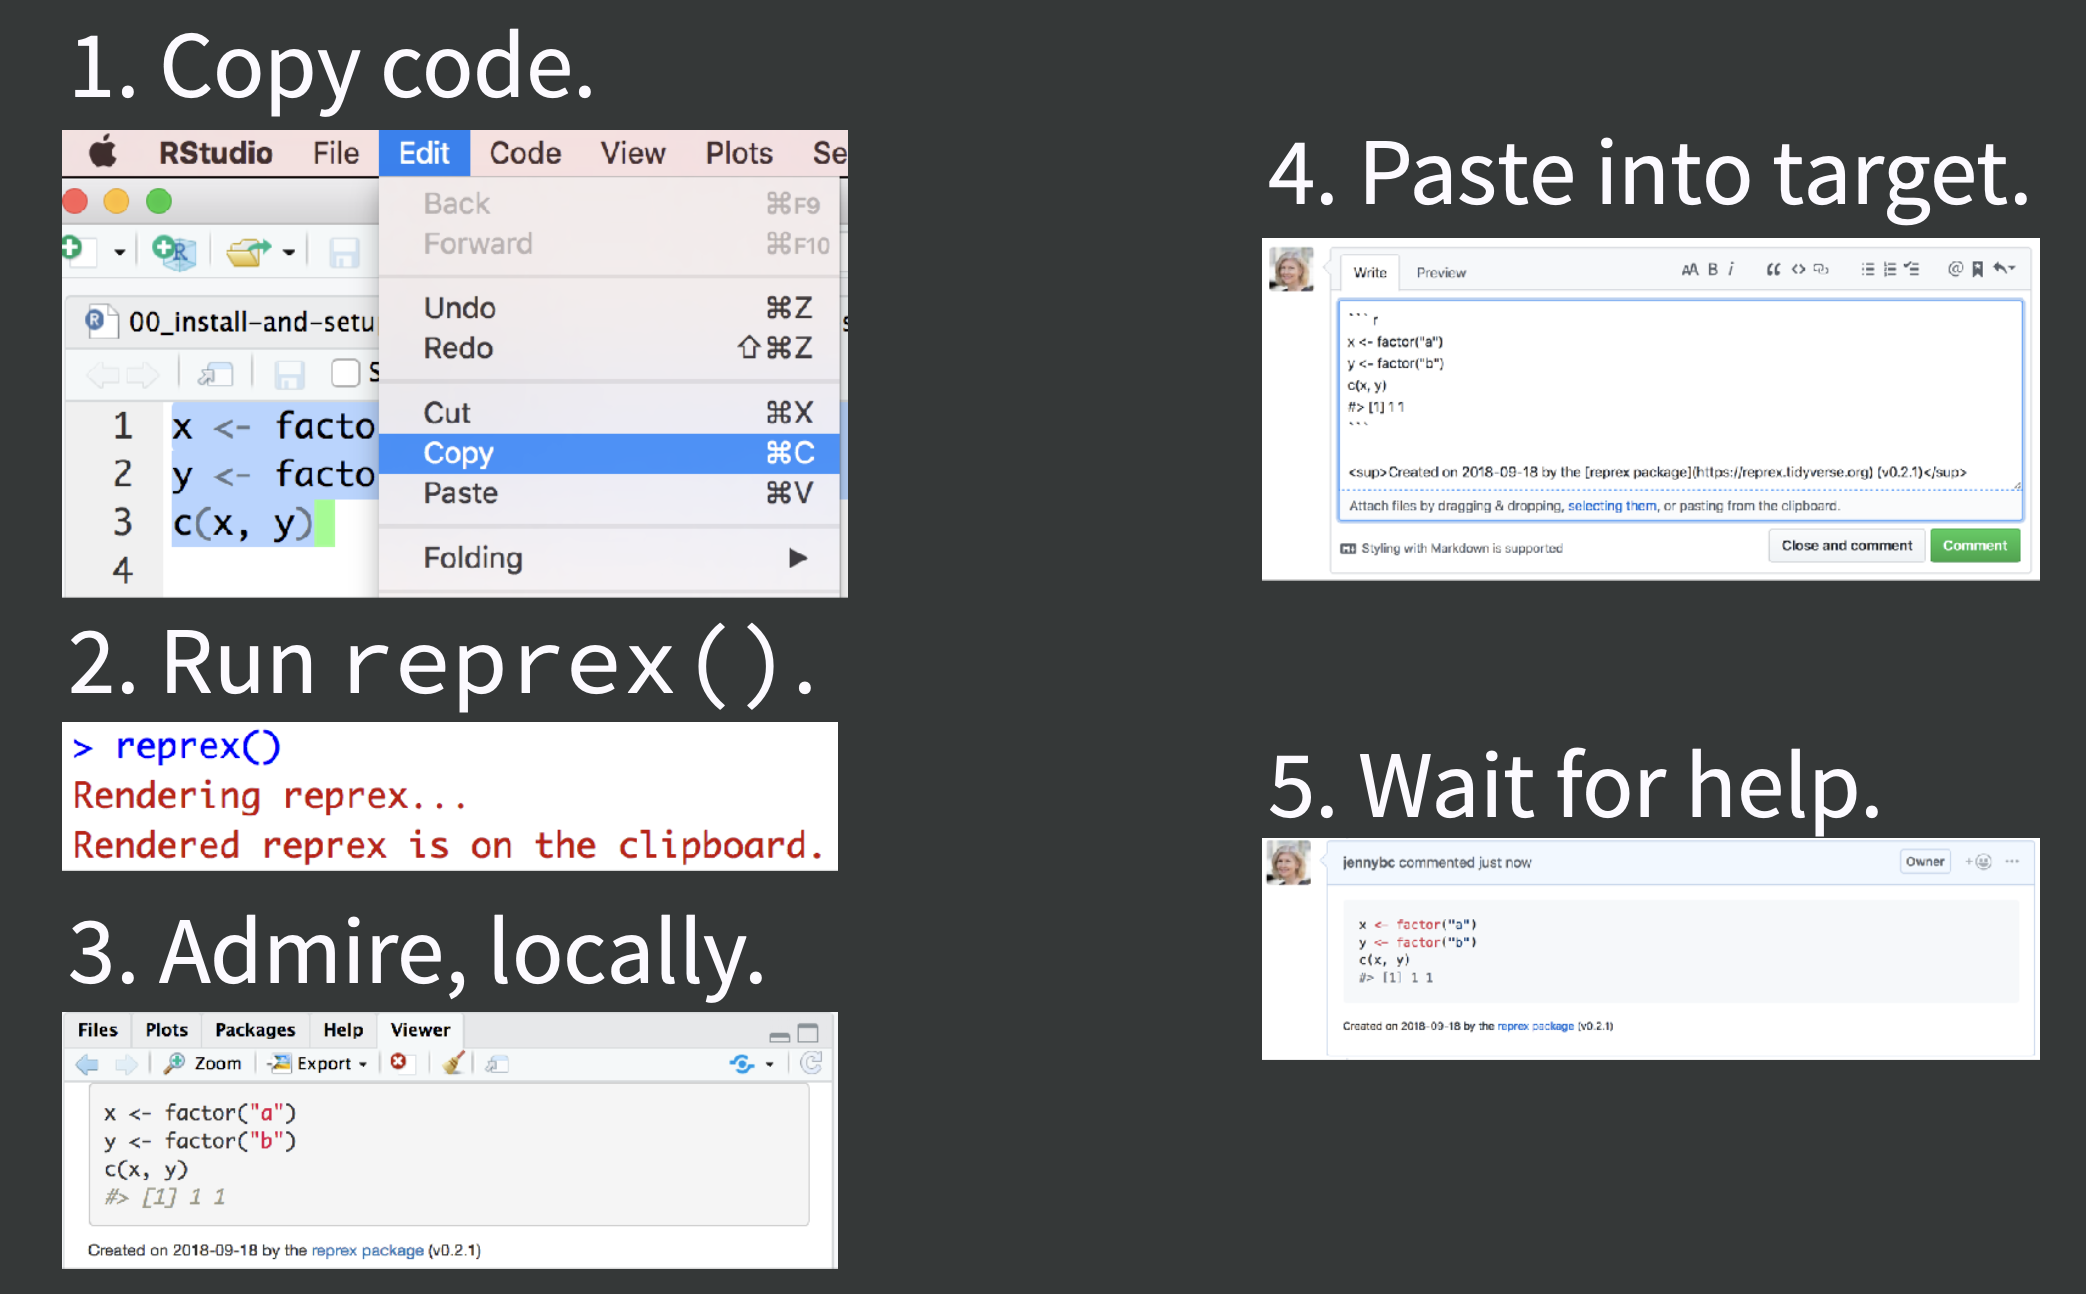 1. Copy code.
RStudio File Edit Code View Plots Se
Back ⌘F9
Forward ⌘F10
Undo ⌘Z
Redo ⇧⌘Z
Cut ⌘X
Copy ⌘C
Paste ⌘V
Folding ▶
00_install-and-setu
1 x <- facto
2 y <- facto
3 c(x, y)
4
2. Run reprex().
> reprex()
Rendering reprex...
Rendered reprex is on the clipboard.
3. Admire, locally.
Files Plots Packages Help Viewer
Zoom Export
x <- factor("a")
y <- factor("b")
c(x, y)
#> [1] 1 1
Created on 2018-09-18 by the reprex package (v0.2.1)
4. Paste into target.
Write Preview AA B i
``` r
x <- factor("a")
y <- factor("b")
c(x, y)
#> [1] 1 1
```
<sup>Created on 2018-09-18 by the [reprex package](https://reprex.tidyverse.org) (v0.2.1)</sup>
Attach files by dragging & dropping, selecting them, or pasting from the clipboard.
Styling with Markdown is supported Close and comment Comment
5. Wait for help.
jennybc commented just now Owner
x <- factor("a")
y <- factor("b")
c(x, y)
#> [1] 1 1
Created on 2018-09-18 by the reprex package (v0.2.1)